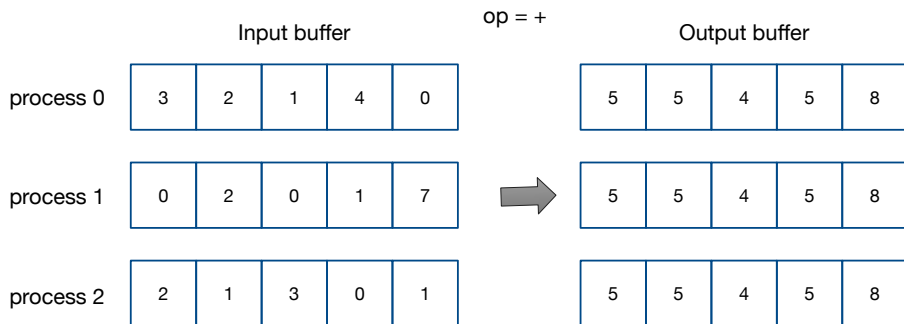 op = +
Input buffer Output buffer
process 0 3 2 1 4 0 5 5 4 5 8
process 1 0 2 0 1 7 5 5 4 5 8
process 2 2 1 3 0 1 5 5 4 5 8